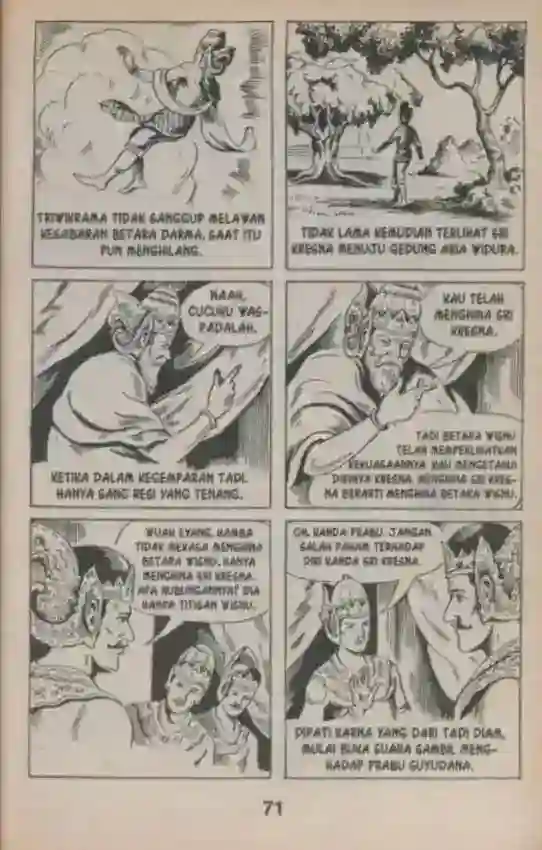 TRIWIKRAMA TIDAK SANGGUP MELAWAN
KESABARAN BETARA DARMA. SAAT ITU
PUN MENGHILANG.
TIDAK LAMA KEMUDIAN TERLIHAT SRI
KRESNA MENUJU GEDUNG ARIA WIDURA.
NAAH,
CUCUKU WAS-
PADALAH.
KETIKA DALAM KEGEMPARAN TADI.
HANYA SANG RESI YANG TENANG.
KAU TELAH
MENGHINA SRI
KRESNA.
TADI BETARA WISNU
TELAH MEMPERLIHATKAN
KEKUASAANNYA KAU MENGETAHUI
DIRINYA KRESNA. MENGHINA SRI KRES-
NA BERARTI MENGHINA BETARA WISNU.
WUAH EYANG, HAMBA
TIDAK MERASA MENGHINA
BETARA WISNU, HANYA
MENGHINA SRI KRESNA.
APA HUBUNGANNYA? DIA
HANYA TITISAN WISNU.
OH, KANDA PRABU. JANGAN
SALAH PAHAM TERHADAP
DIRI KANDA SRI KRESNA.
DIPATI KARNA YANG DARI TADI DIAM,
MULAI BUKA SUARA SAMBIL MENG-
HADAP PRABU SUYUDANA.
71